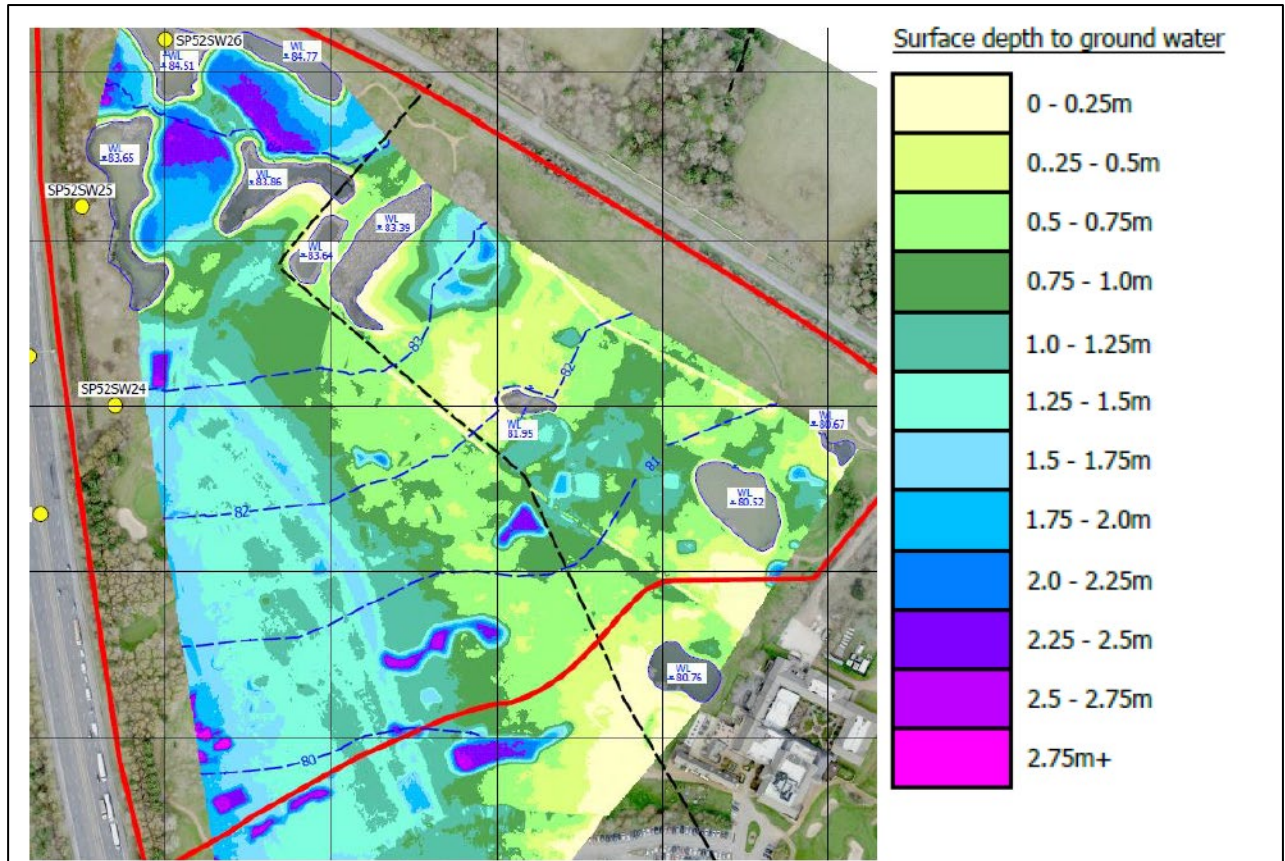 Surface depth to ground water
0 - 0.25m
0..25 - 0.5m
0.5 - 0.75m
0.75 - 1.0m
1.0 - 1.25m
1.25 - 1.5m
1.5 - 1.75m
1.75 - 2.0m
2.0 - 2.25m
2.25 - 2.5m
2.5 - 2.75m
2.75m+
SP52SW26
WL
84.51
WL
84.77
WL
83.65
SP52SW25
WL
83.86
WL
83.39
WL
83.64
83
82
SP52SW24
WL
81.95
WL
80.67
81
WL
80.52
82
WL
80.76
80